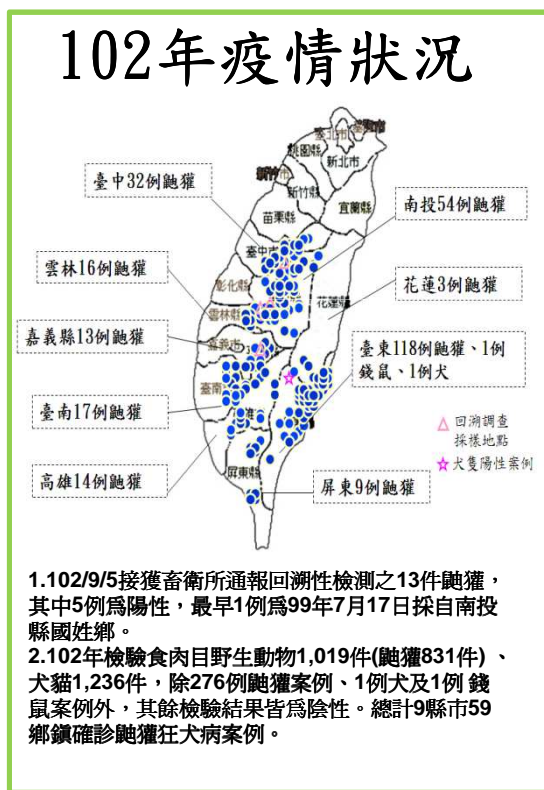 102年疫情狀況
臺北市
桃園縣
新北市
新竹市
新竹縣
宜蘭縣
臺中32例鼬獾
苗栗縣
南投54例鼬獾
臺中市
彰化縣
花蓮縣
花蓮3例鼬獾
雲林16例鼬獾
雲林縣
嘉義縣13例鼬獾
嘉義市
臺東118例鼬獾、1例
錢鼠、1例犬
臺南
臺南17例鼬獾
回溯調查
採樣地點
犬隻陽性案例
高雄14例鼬獾
屏東縣
屏東9例鼬獾
1.102/9/5接獲畜衛所通報回溯性檢測之13件鼬獾，
其中5例為陽性，最早1例為99年7月17日採自南投
縣國姓鄉。
2.102年檢驗食肉目野生動物1,019件(鼬獾831件) 、
犬貓1,236件，除276例鼬獾案例、1例犬及1例 錢
鼠案例外，其餘檢驗結果皆為陰性。總計9縣市59
鄉鎮確診鼬獾狂犬病案例。